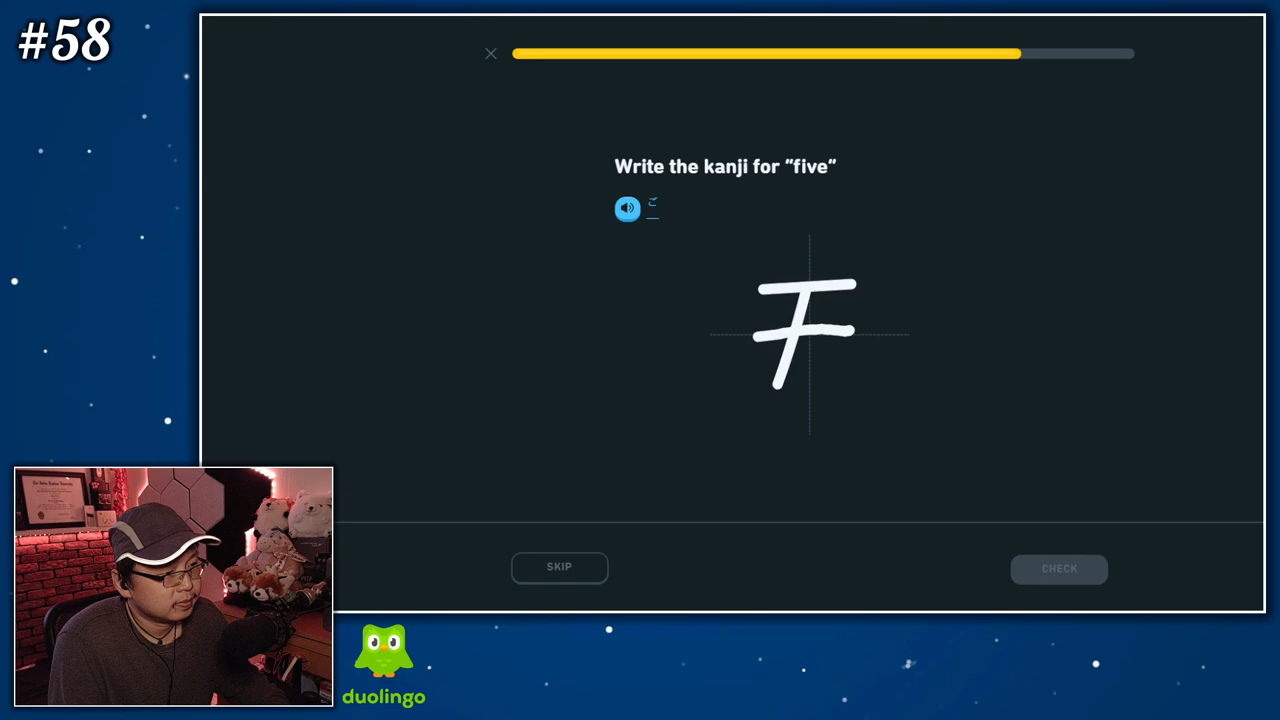 #58
Write the kanji for “five”
ご
SKIP
CHECK
duolingo